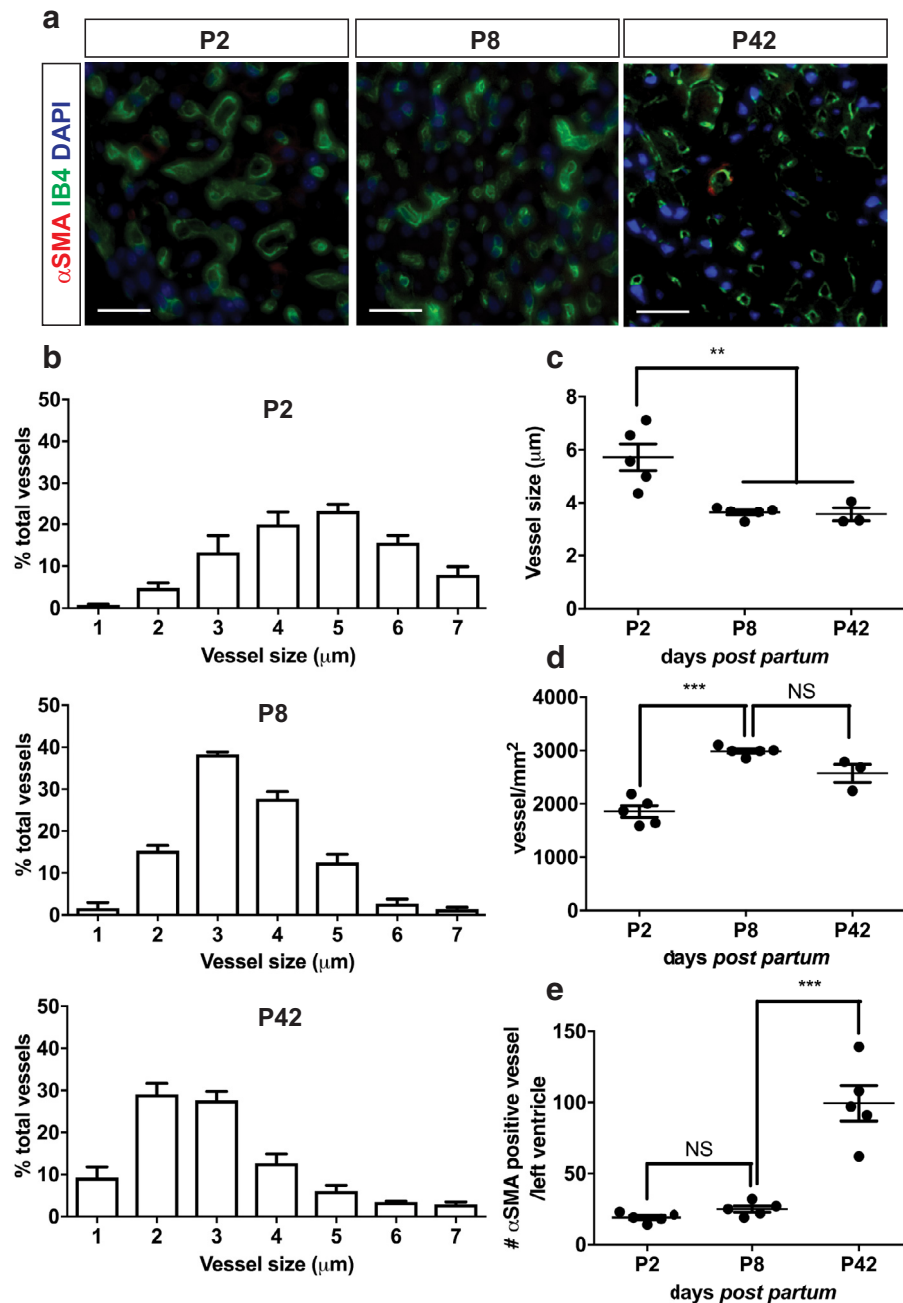 a
P2
P8
P42
αSMA IB4 DAPI
b
P2
% total vessels
50
40
30
20
10
0
1 2 3 4 5 6 7
Vessel size (μm)
P8
% total vessels
50
40
30
20
10
0
1 2 3 4 5 6 7
Vessel size (μm)
P42
% total vessels
50
40
30
20
10
0
1 2 3 4 5 6 7
Vessel size (μm)
c
**
Vessel size (μm)
8
6
4
2
0
P2 P8 P42
days post partum
d
*** NS
vessel/mm²
4000
3000
2000
1000
0
P2 P8 P42
days post partum
e
***
NS
# αSMA positive vessel
/left ventricle
150
100
50
0
P2 P8 P42
days post partum